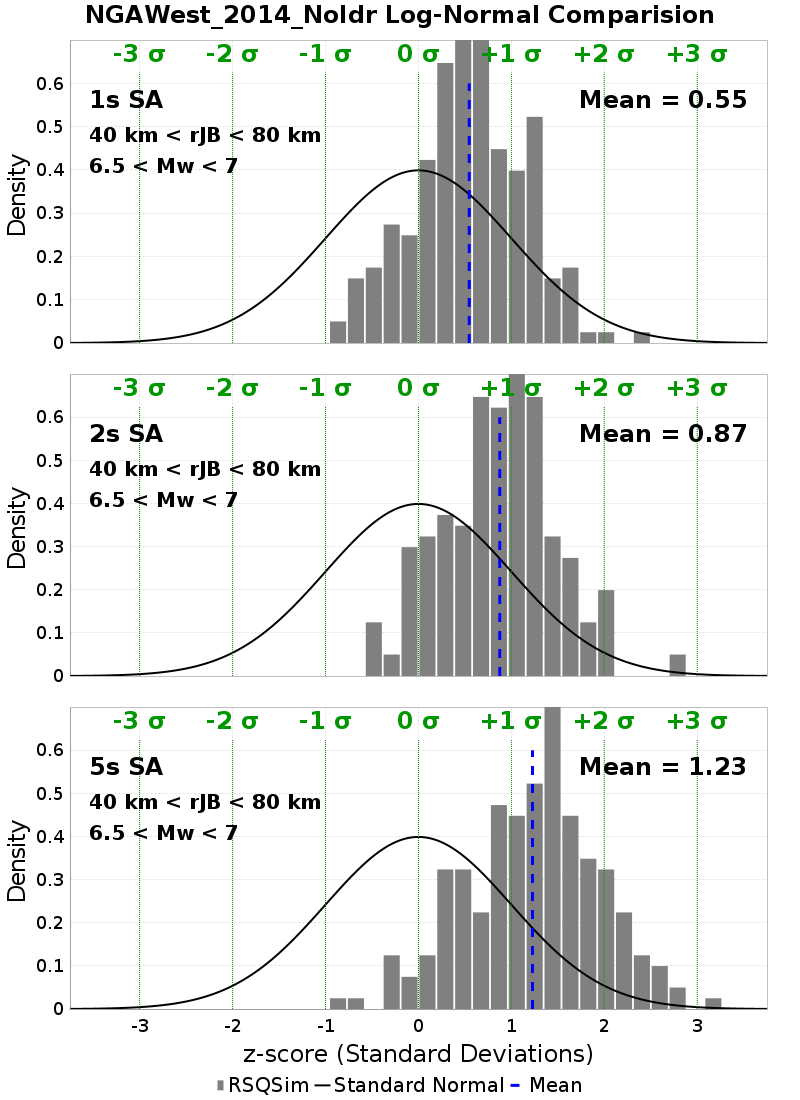 NGAWest_2014_NoIdr Log-Normal Comparision
-3 σ -2 σ -1 σ 0 σ +1 σ +2 σ +3 σ
1s SA
Mean = 0.55
40 km < rJB < 80 km
6.5 < Mw < 7
Density
0.6
0.5
0.4
0.3
0.2
0.1
0
-3 σ -2 σ -1 σ 0 σ +1 σ +2 σ +3 σ
2s SA
Mean = 0.87
40 km < rJB < 80 km
6.5 < Mw < 7
Density
0.6
0.5
0.4
0.3
0.2
0.1
0
-3 σ -2 σ -1 σ 0 σ +1 σ +2 σ +3 σ
5s SA
Mean = 1.23
40 km < rJB < 80 km
6.5 < Mw < 7
Density
0.6
0.5
0.4
0.3
0.2
0.1
0
-3 -2 -1 0 1 2 3
z-score (Standard Deviations)
RSQSim Standard Normal Mean